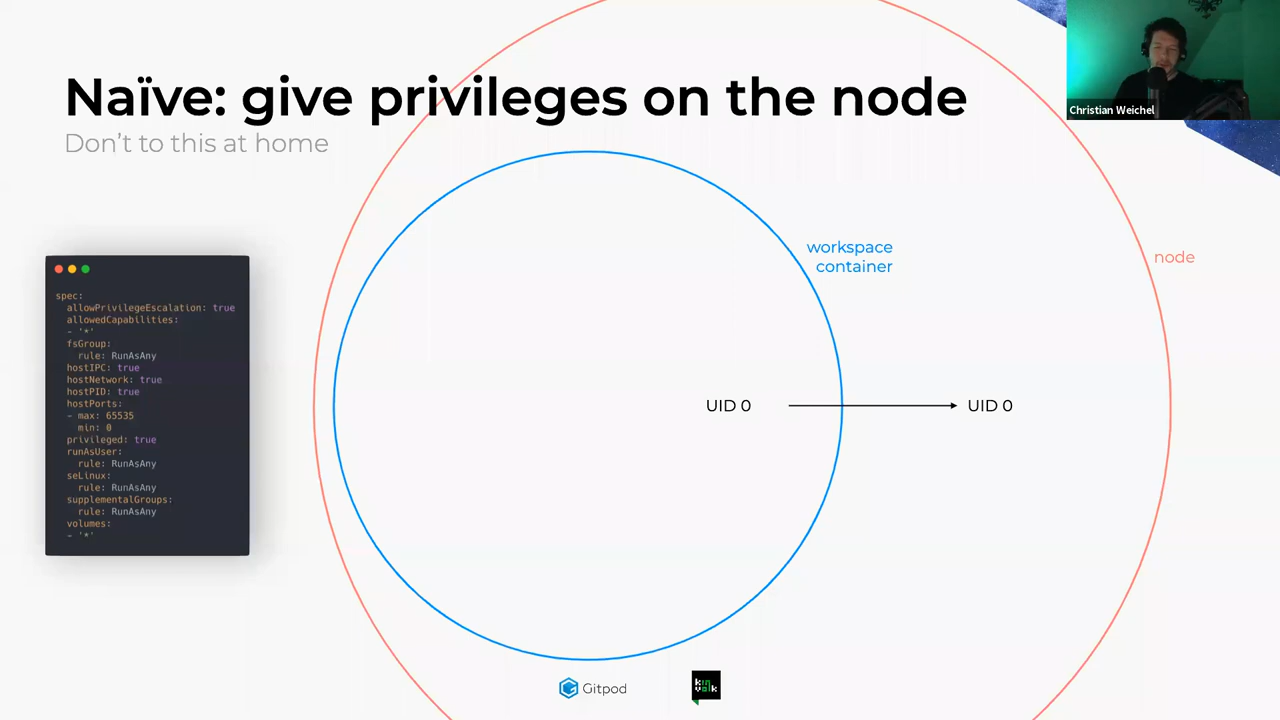 Naïve: give privileges on the node
Don't to this at home
Christian Weichel
spec:
allowPrivilegeEscalation: true
allowedCapabilities:
- '*'
fsGroup:
rule: RunAsAny
hostIPC: true
hostNetwork: true
hostPID: true
hostPorts:
- max: 65535
min: 0
privileged: true
runAsUser:
rule: RunAsAny
seLinux:
rule: RunAsAny
supplementalGroups:
rule: RunAsAny
volumes:
- '*'
workspace
container
node
UID 0
UID 0
Gitpod
kinvolk